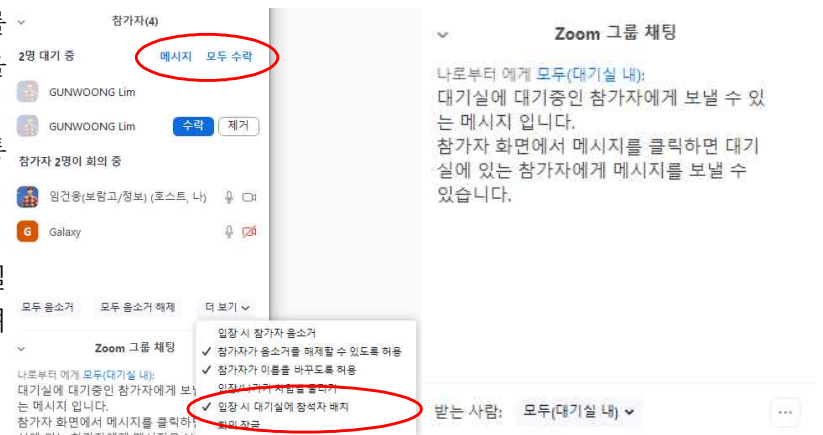 참가자(4)
2명 대기 중 메시지 모두 수락
GUNWOONG Lim
GUNWOONG Lim 수락 제거
참가자 2명이 회의 중
임건웅(보람고/정보) (호스트, 나)
G Galaxy
모두 음소거 모두 음소거 해제 더 보기
입장 시 참가자 음소거
✓ 참가자가 음소거를 해제할 수 있도록 허용
✓ 참가자가 이름을 바꾸도록 허용
✓ 입장 시 대기실에 참석자 배치
회의 잠금
Zoom 그룹 채팅
나로부터 에게 모두(대기실 내):
대기실에 대기중인 참가자에게 보
는 메시지 입니다.
참가자 화면에서 메시지를 클릭하
Zoom 그룹 채팅
나로부터 에게 모두(대기실 내):
대기실에 대기중인 참가자에게 보낼 수 있
는 메시지 입니다.
참가자 화면에서 메시지를 클릭하면 대기
실에 있는 참가자에게 메시지를 보낼 수
있습니다.
받는 사람: 모두(대기실 내)